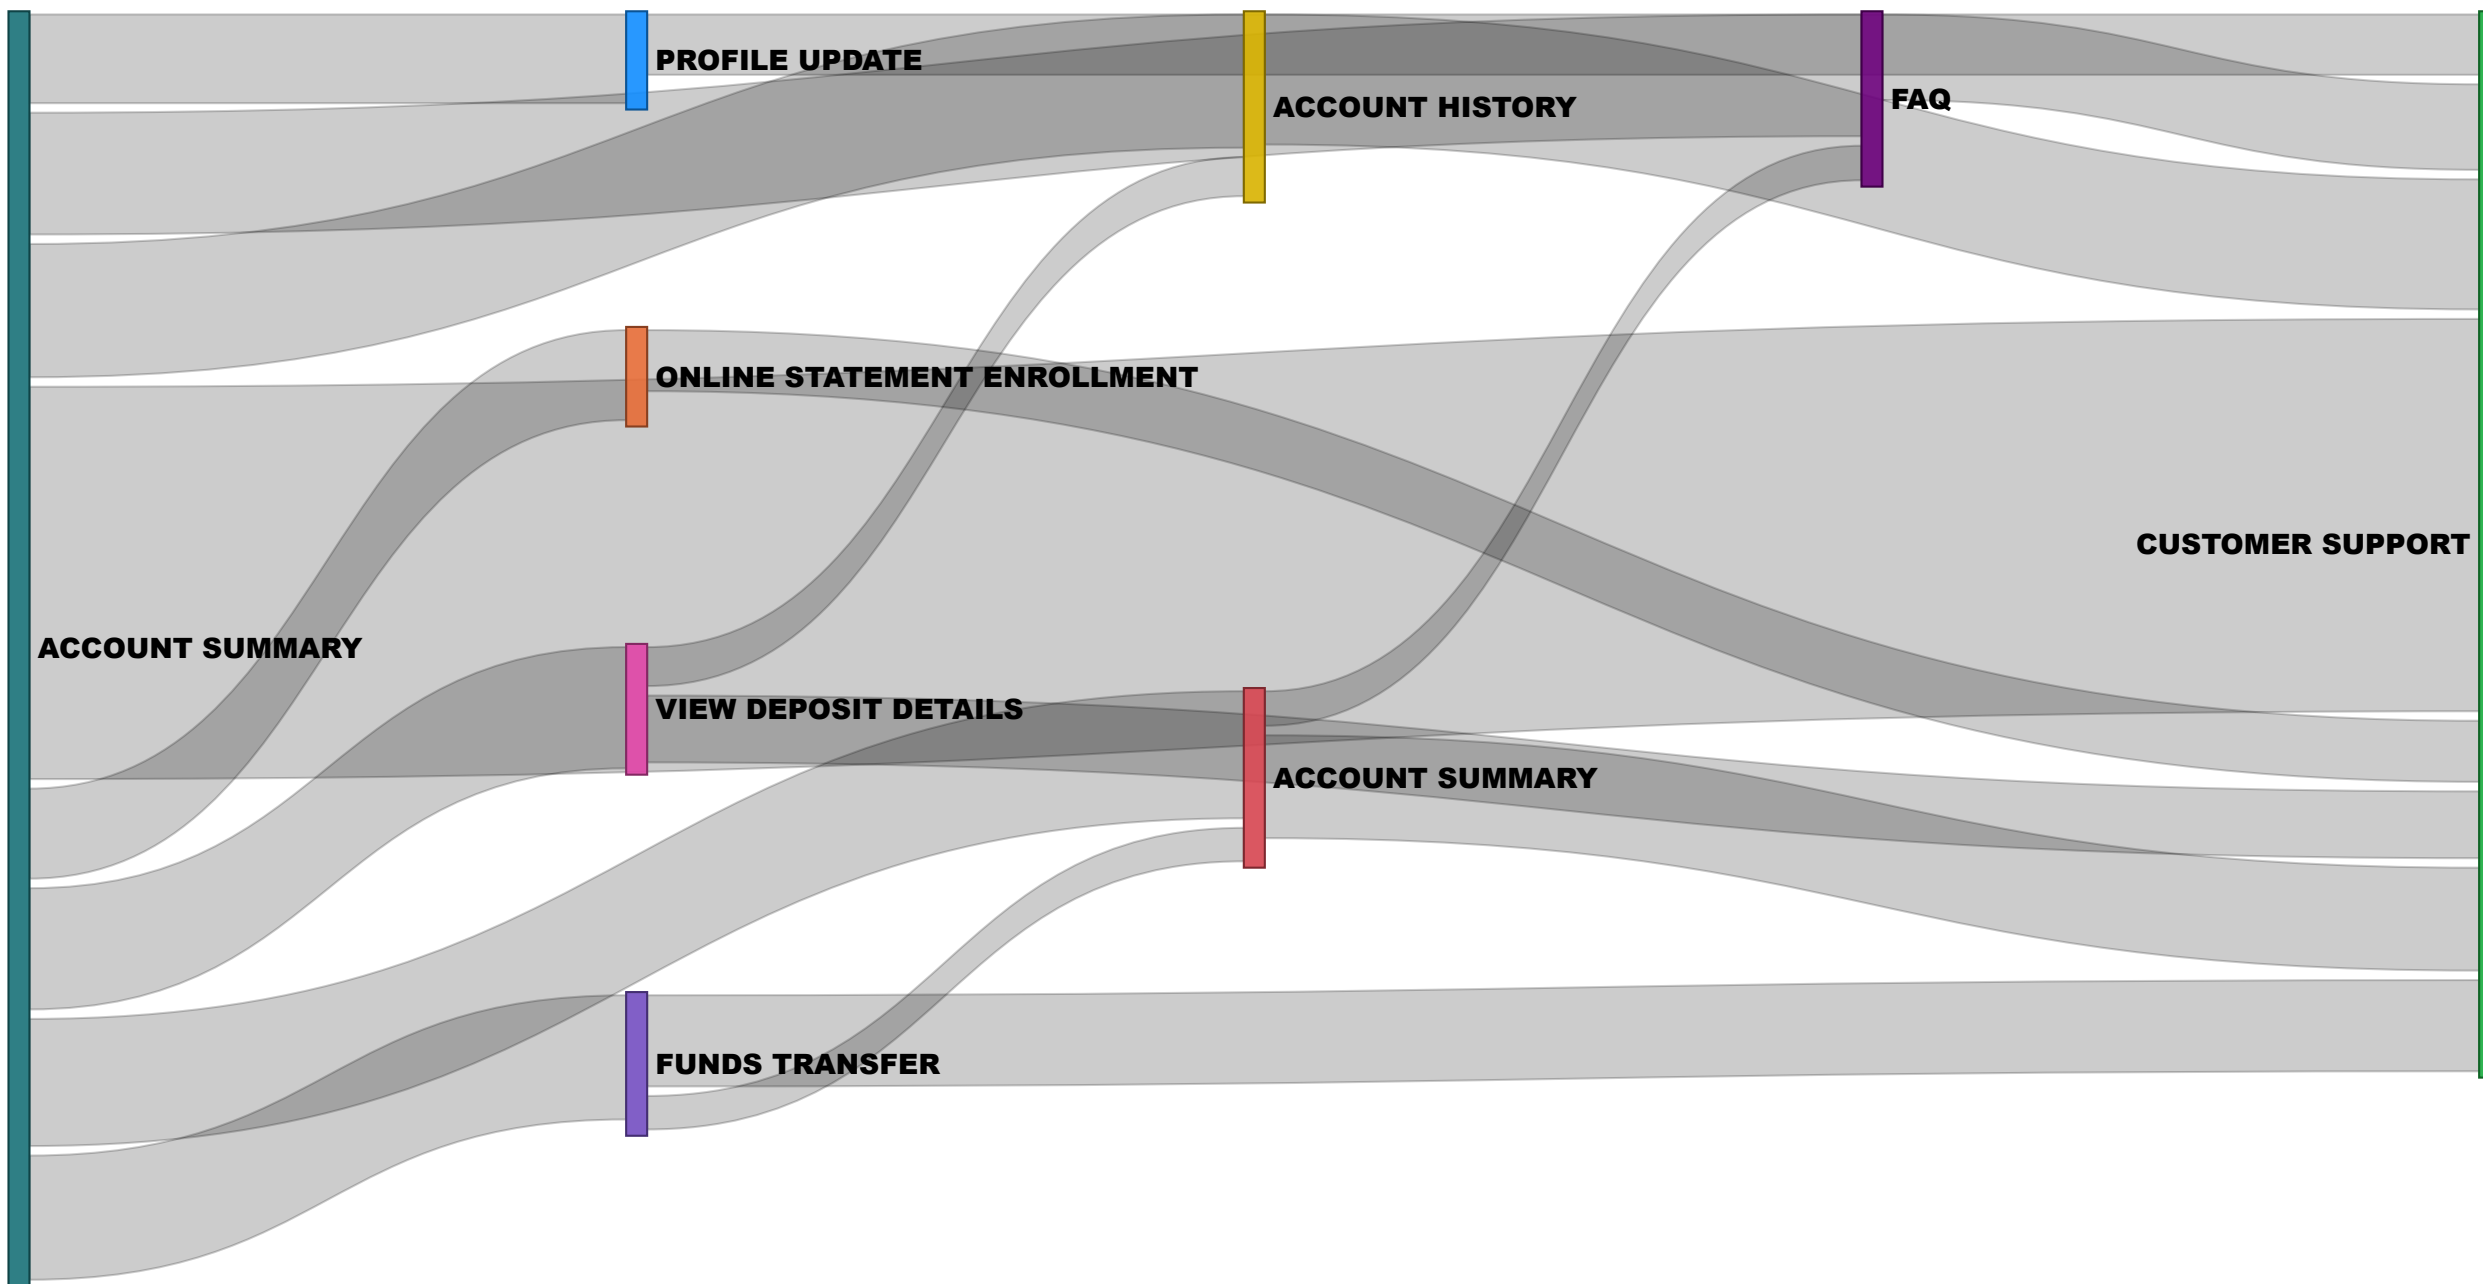 PROFILE UPDATE
FAQ
ACCOUNT HISTORY
ONLINE STATEMENT ENROLLMENT
CUSTOMER SUPPORT
ACCOUNT SUMMARY
VIEW DEPOSIT DETAILS
ACCOUNT SUMMARY
FUNDS TRANSFER